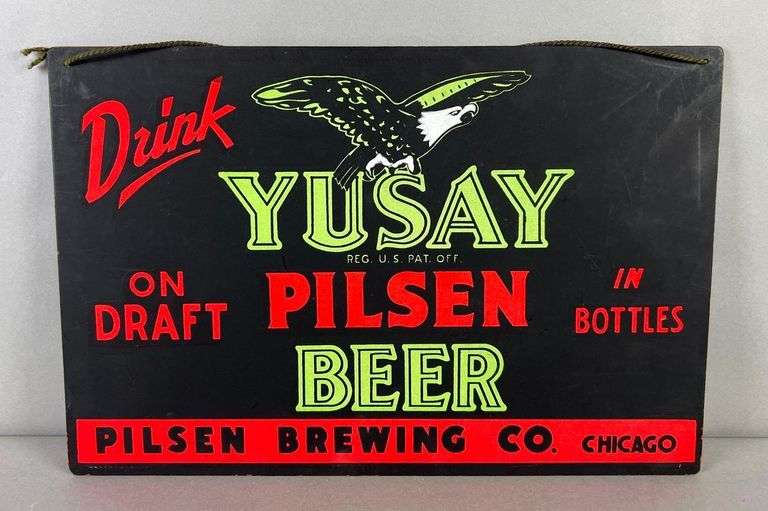 Drink
YUSAY
REG. U.S. PAT. OFF.
ON DRAFT
PILSEN
IN BOTTLES
BEER
PILSEN BREWING CO. CHICAGO